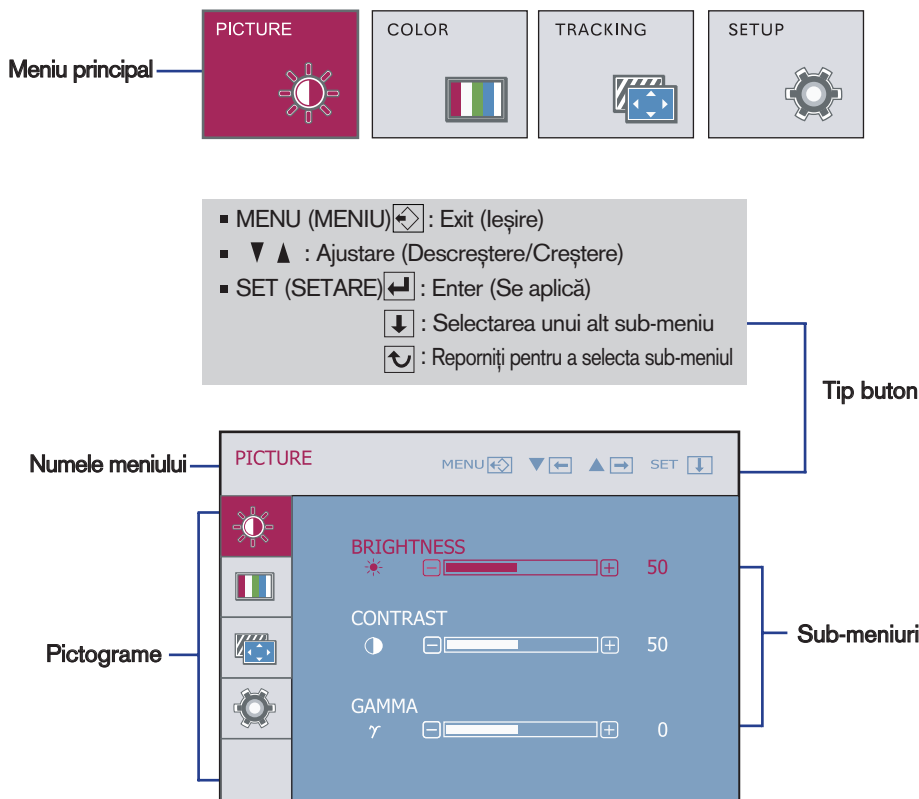 PICTURE COLOR TRACKING SETUP
Meniu principal
MENU (MENIU) : Exit (Ieșire)
▼ ▲ : Ajustare (Descreștere/Creștere)
SET (SETARE) : Enter (Se aplică)
: Selectarea unui alt sub-meniu
: Reporniți pentru a selecta sub-meniul
Tip buton
Numele meniului
PICTURE MENU ▼ ▲ SET
BRIGHTNESS
50
CONTRAST
50
Sub-meniuri
Pictograme
GAMMA
γ 0